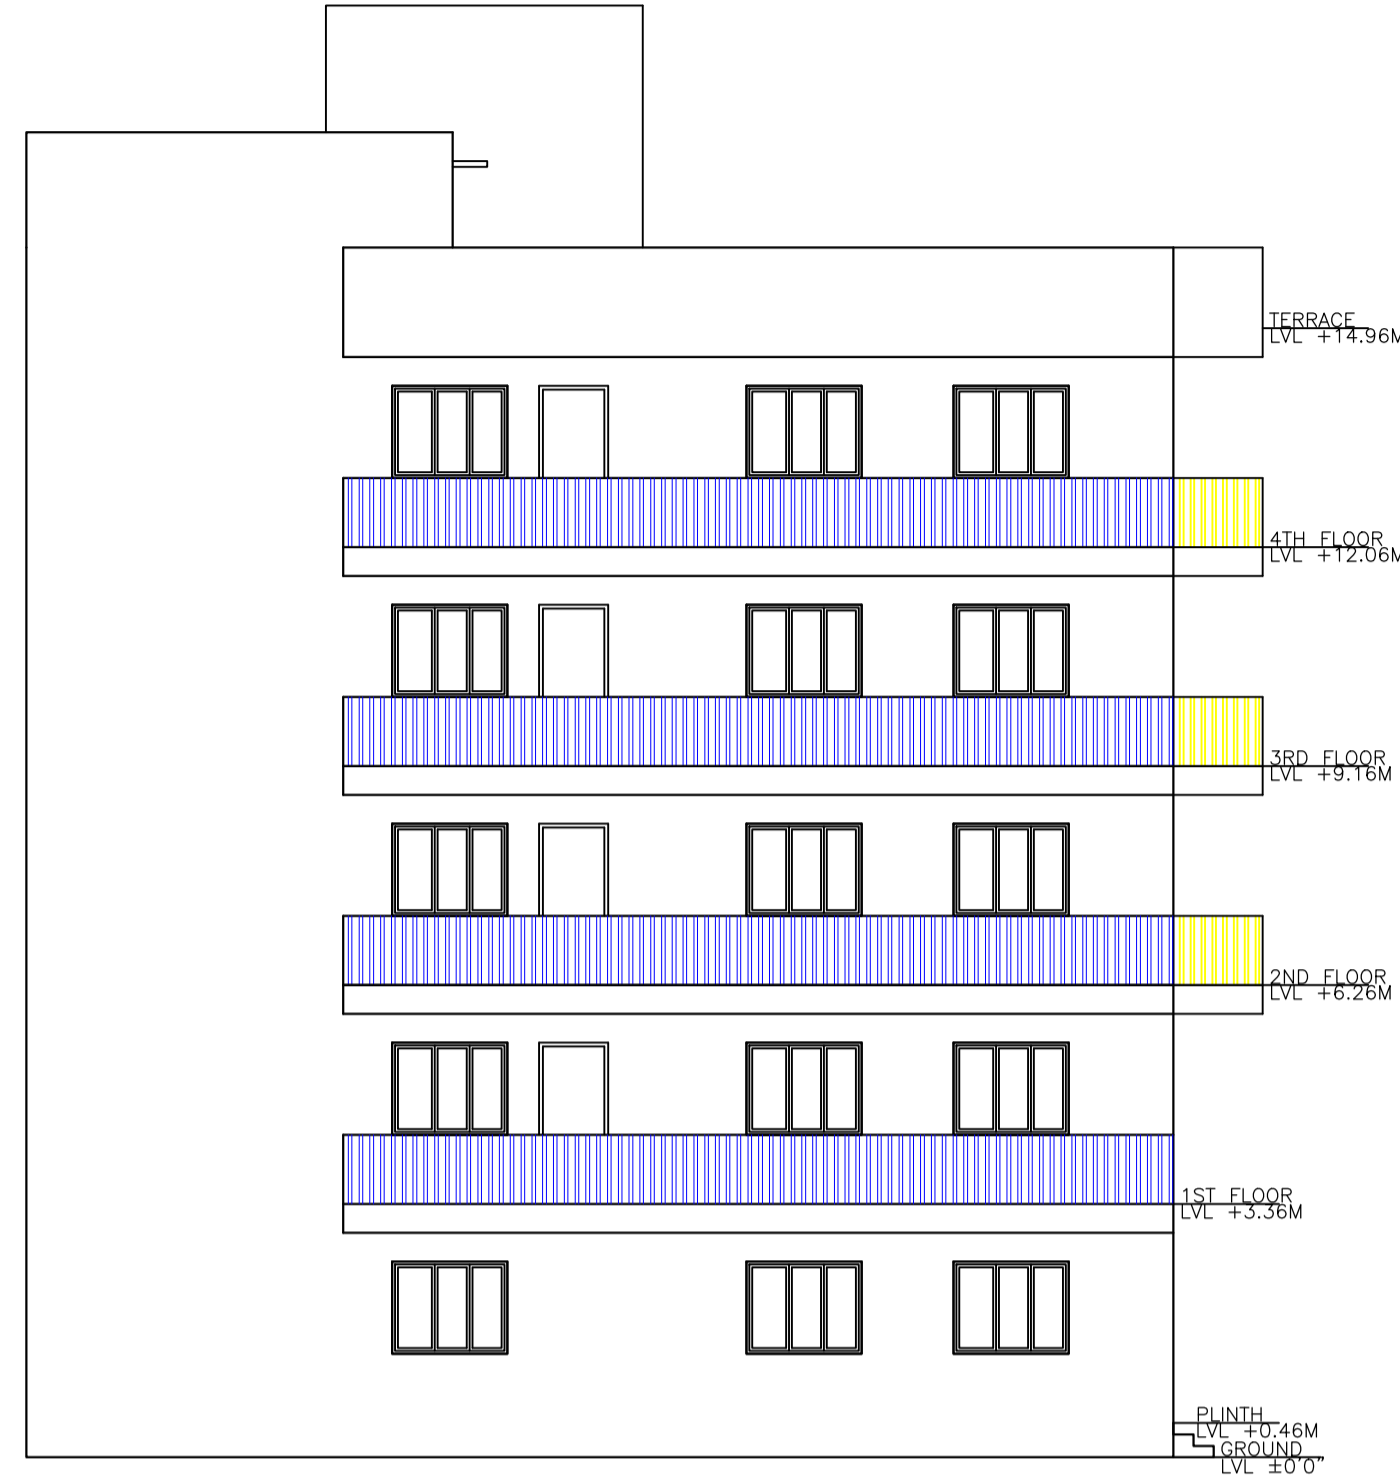 TERRACE
LVL +14.96M
4TH FLOOR
LVL +12.06M
3RD FLOOR
LVL +9.16M
2ND FLOOR
LVL +6.26M
1ST FLOOR
LVL +3.36M
PLINTH
LVL +0.46M
GROUND
LVL ±0'0"